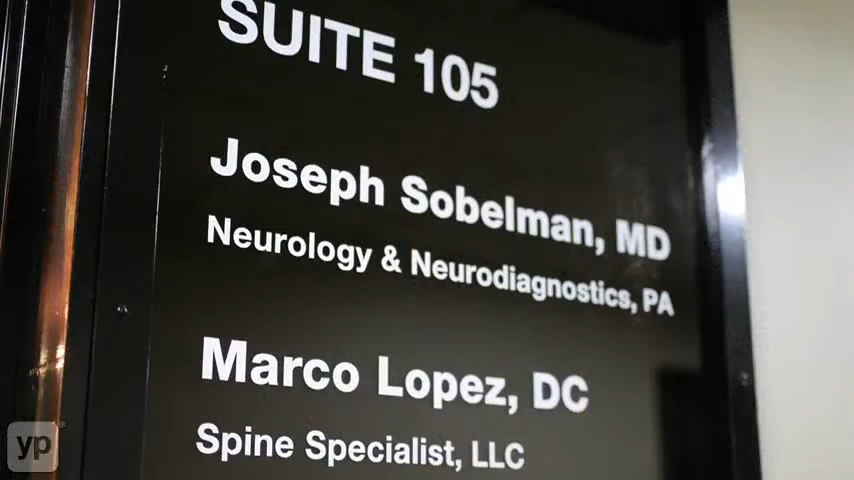 SUITE 105
Joseph Sobelman, MD
Neurology & Neurodiagnostics, PA
Marco Lopez, DC
Spine Specialist, LLC
yp